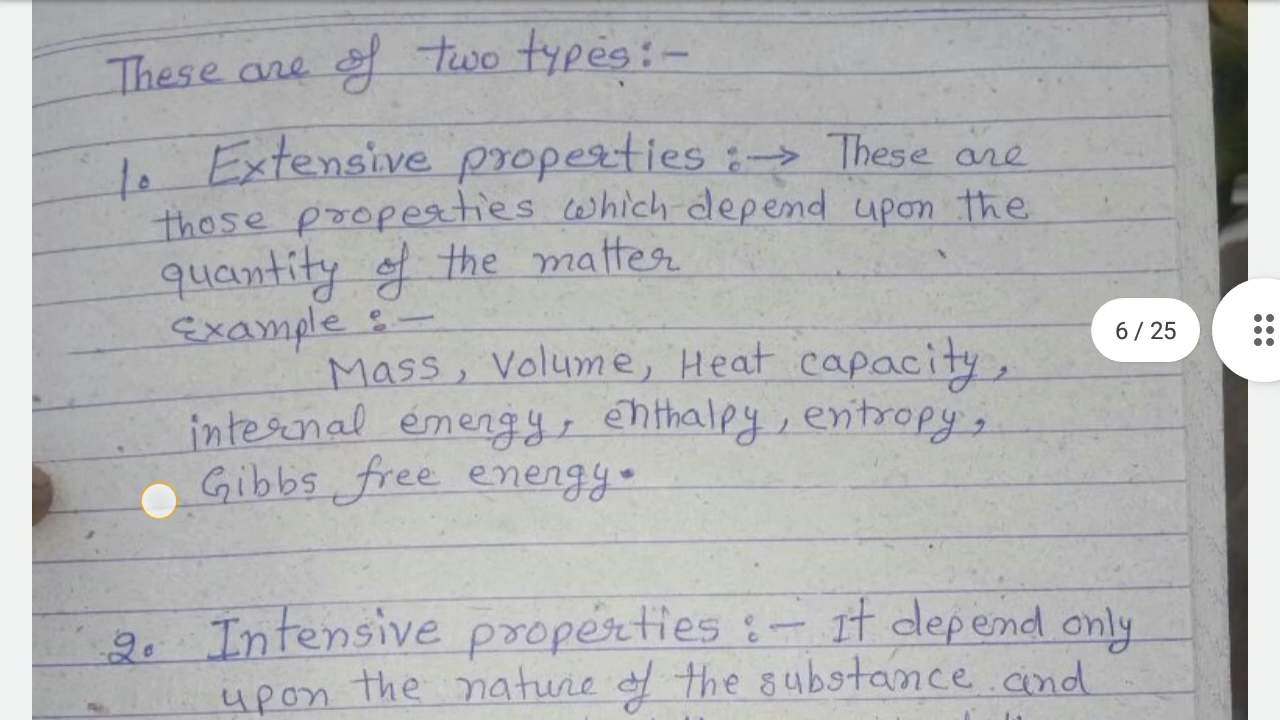 These are of two types:-
1. Extensive properties :→ These are
those properties which depend upon the
quantity of the matter
Example :-
Mass, Volume, Heat capacity,
internal energy, enthalpy, entropy,
Gibbs free energy.
2. Intensive properties :- It depend only
upon the nature of the substance and
6 / 25